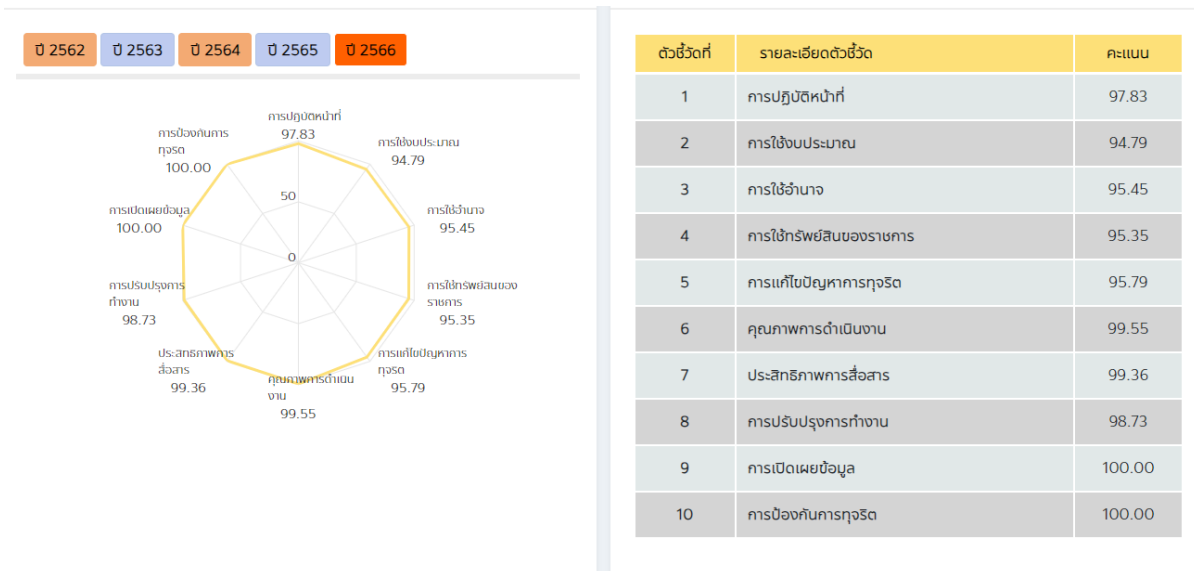 ปี 2562 ปี 2563 ปี 2564 ปี 2565 ปี 2566
การปฏิบัติหน้าที่
97.83
การใช้งบประมาณ
94.79
การใช้อำนาจ
95.45
การใช้ทรัพย์สินของ
ราชการ
95.35
การแก้ไขปัญหาการ
ทุจริต
95.79
คุณภาพการดำเนิน
งาน
99.55
ประสิทธิภาพการ
สื่อสาร
99.36
การปรับปรุงการ
ทำงาน
98.73
การเปิดเผยข้อมูล
100.00
การป้องกันการ
ทุจริต
100.00
50
0
ตัวชี้วัดที่ รายละเอียดตัวชี้วัด คะแนน
1 การปฏิบัติหน้าที่ 97.83
2 การใช้งบประมาณ 94.79
3 การใช้อำนาจ 95.45
4 การใช้ทรัพย์สินของราชการ 95.35
5 การแก้ไขปัญหาการทุจริต 95.79
6 คุณภาพการดำเนินงาน 99.55
7 ประสิทธิภาพการสื่อสาร 99.36
8 การปรับปรุงการทำงาน 98.73
9 การเปิดเผยข้อมูล 100.00
10 การป้องกันการทุจริต 100.00